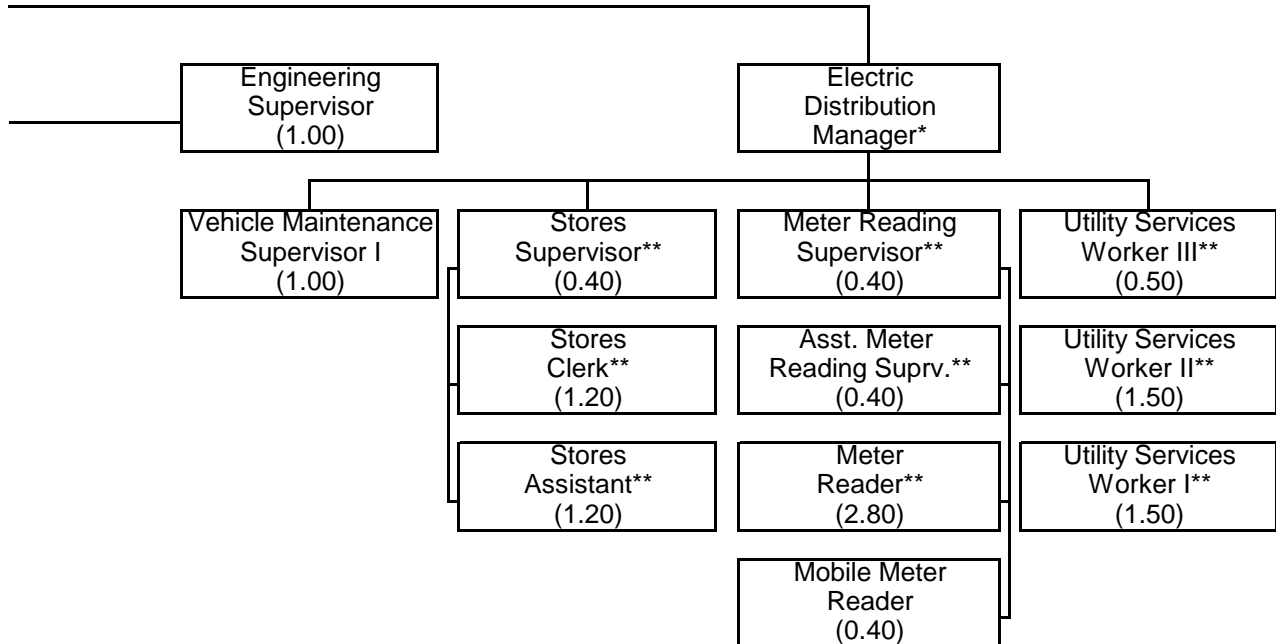 Engineering
Supervisor
(1.00)
Electric
Distribution
Manager*
Vehicle Maintenance
Supervisor I
(1.00)
Stores
Supervisor**
(0.40)
Meter Reading
Supervisor**
(0.40)
Utility Services
Worker III**
(0.50)
Stores
Clerk**
(1.20)
Asst. Meter
Reading Suprv.**
(0.40)
Utility Services
Worker II**
(1.50)
Stores
Assistant**
(1.20)
Meter
Reader**
(2.80)
Utility Services
Worker I**
(1.50)
Mobile Meter
Reader
(0.40)